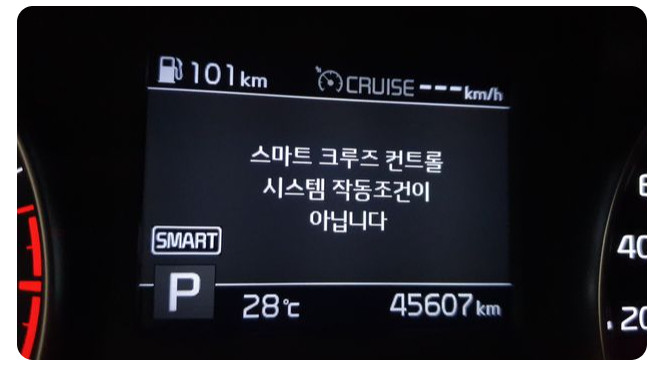 101km
CRUISE ---km/h
스마트 크루즈 컨트롤
시스템 작동조건이
아닙니다
SMART
P
28℃
45607km
40
20